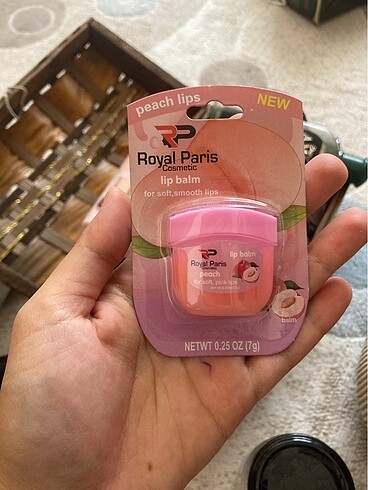 peach lips
NEW
RP
Royal Paris
Cosmetic
lip balm
for soft,smooth lips
RP
lip balm
Royal Paris
peach
for soft, pink lips
balm
NETWT 0.25 OZ (7g)